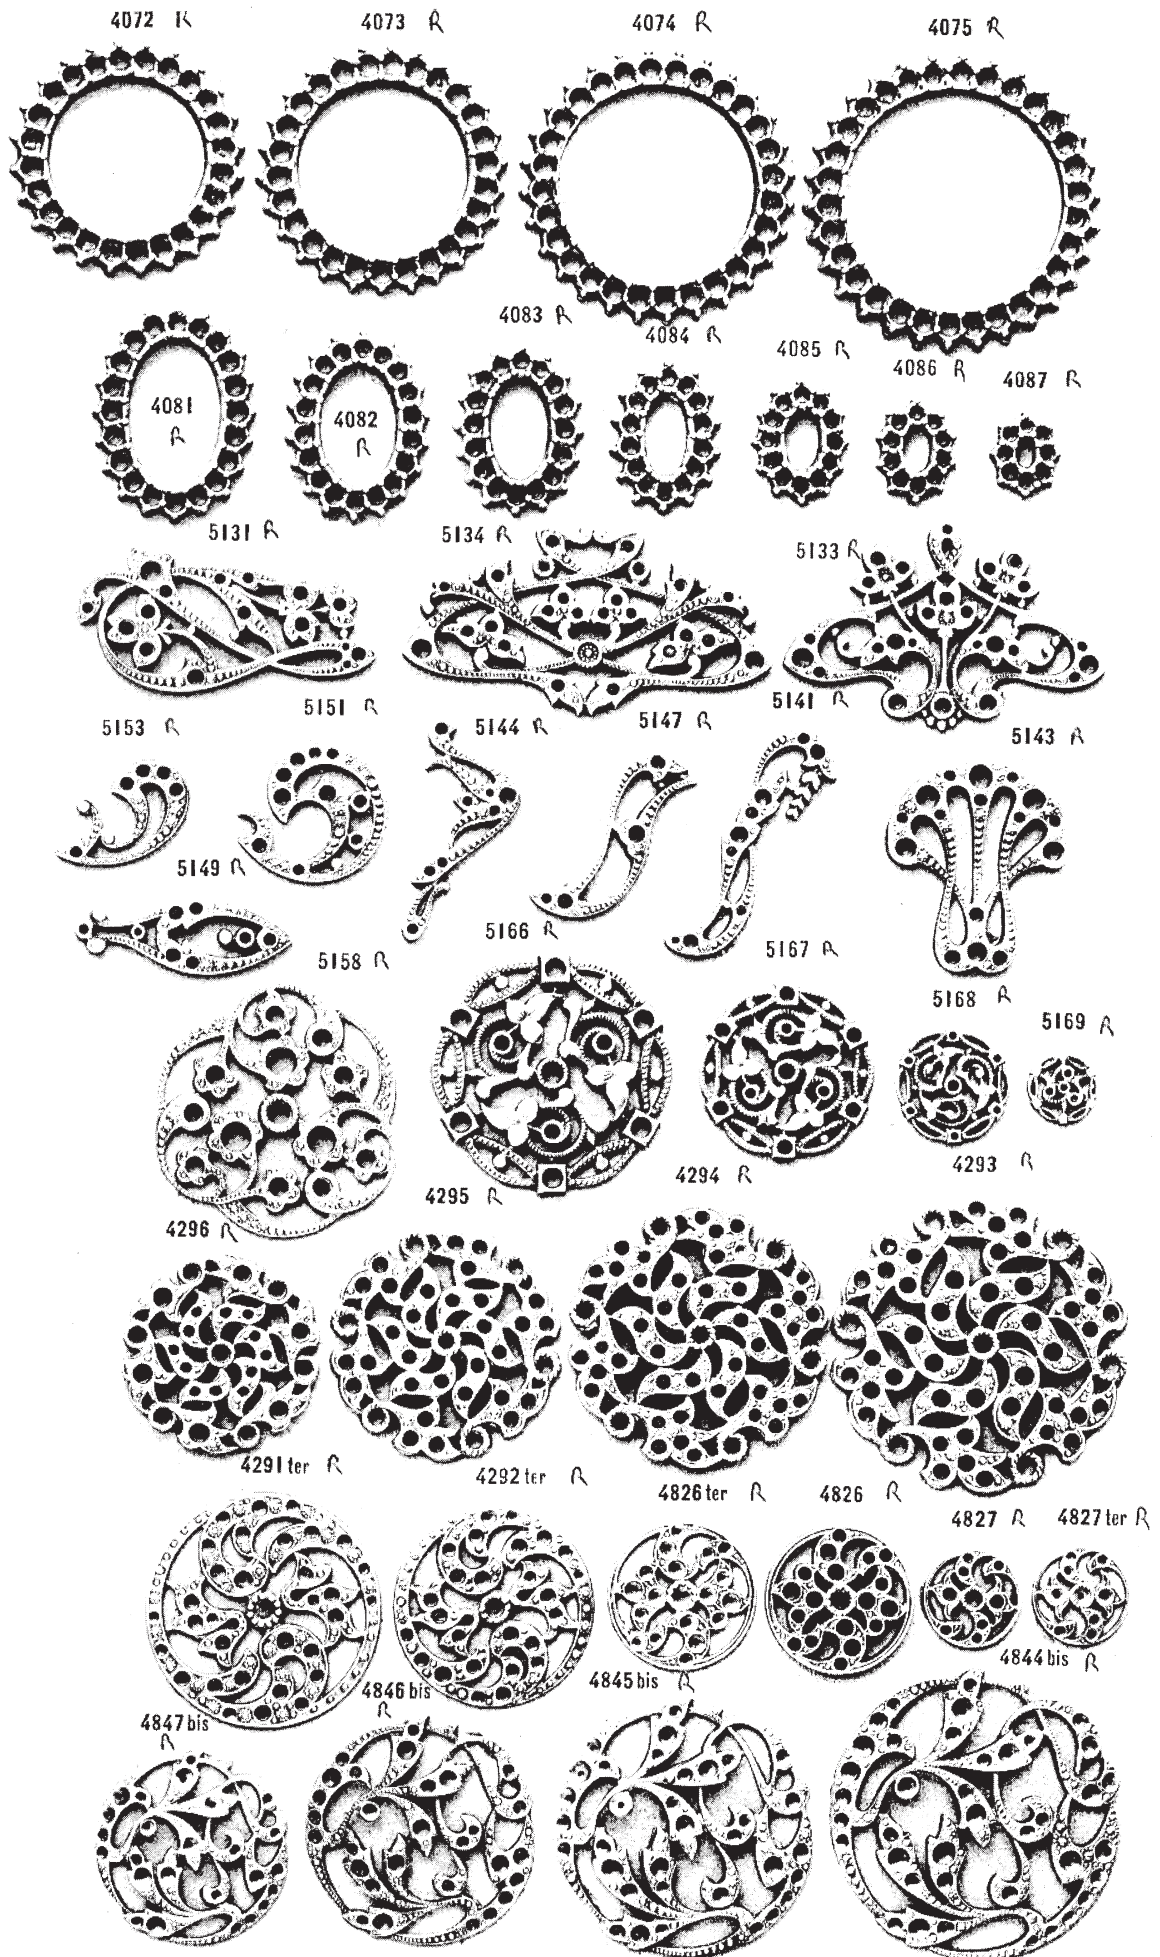 4072 R
4073 R
4074 R
4075 R
4083 R
4084 R
4085 R
4086 R
4087 R
4081
R
4082
R
5131 R
5134 R
5133 R
5153 R
5151 R
5144 R
5147 R
5141 R
5143 R
5149 R
5158 R
5166 R
5167 R
5168 R
5169 R
4296 R
4295 R
4294 R
4293 R
4291 ter R
4292 ter R
4826 ter R
4826 R
4827 R
4827 ter R
4847 bis
R
4846 bis
R
4845 bis R
4844 bis R